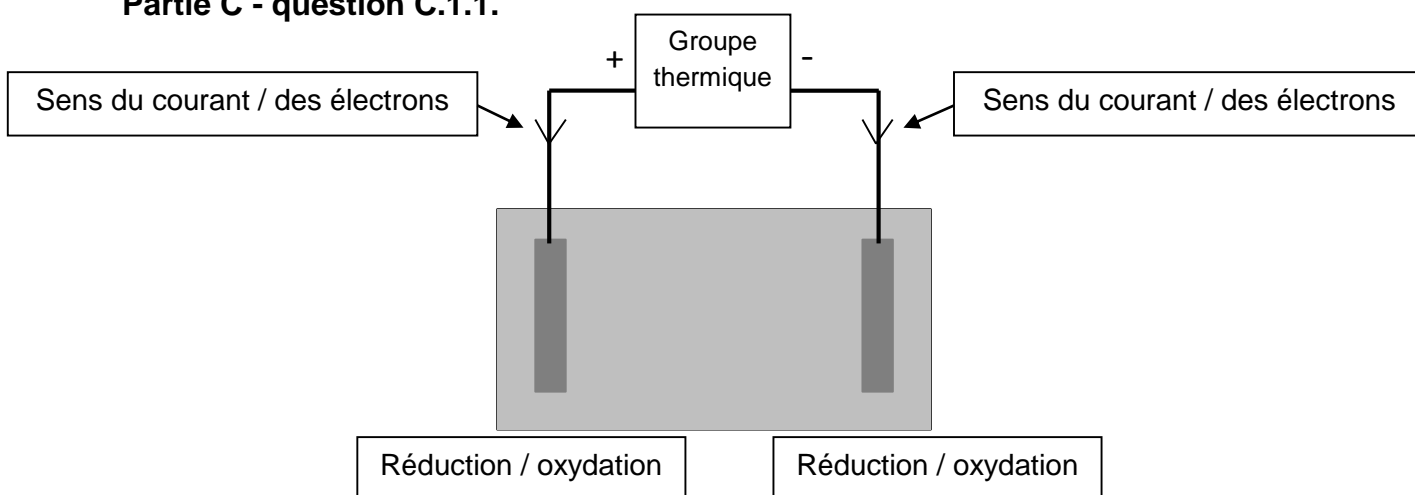 Partie C - question C.1.1.
Groupe
thermique
+
-
Sens du courant / des électrons
Sens du courant / des électrons
Réduction / oxydation
Réduction / oxydation